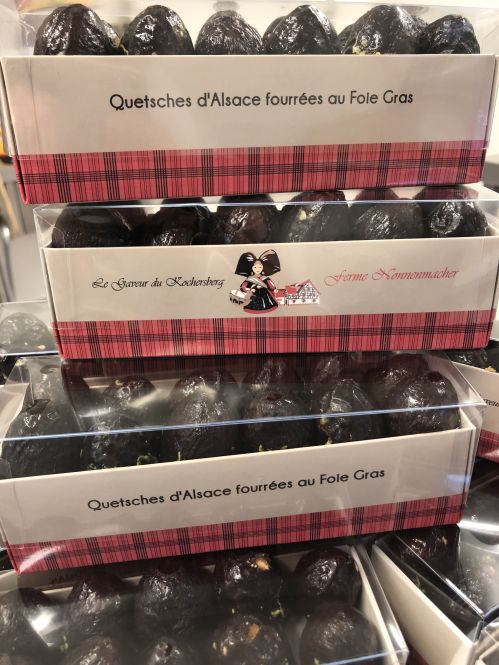 Quetsches d'Alsace fourrées au Foie Gras
Le Gaveur du Kochersberg Ferme Nonnenmacher
Quetsches d'Alsace fourrées au Foie Gras